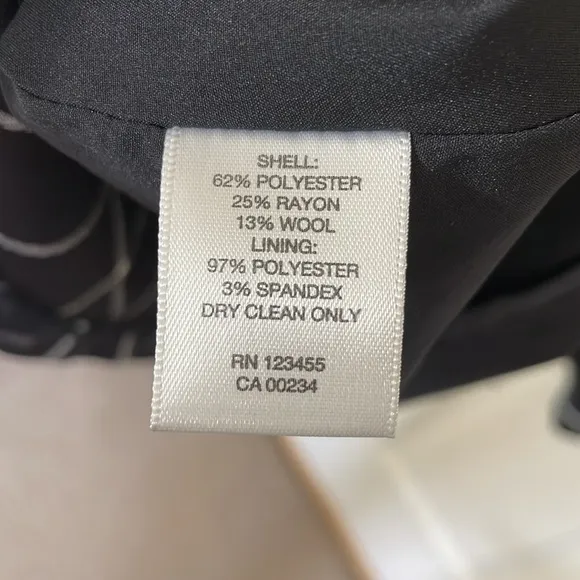 SHELL:
62% POLYESTER
25% RAYON
13% WOOL
LINING:
97% POLYESTER
3% SPANDEX
DRY CLEAN ONLY
RN 123455
CA 00234